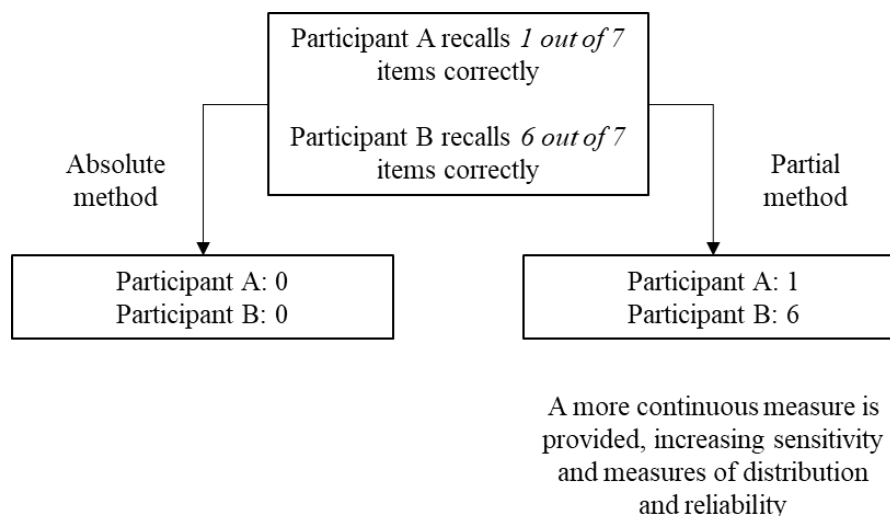 Participant A recalls 1 out of 7
items correctly
Participant B recalls 6 out of 7
items correctly
Absolute
method
Partial
method
Participant A: 0
Participant B: 0
Participant A: 1
Participant B: 6
A more continuous measure is
provided, increasing sensitivity
and measures of distribution
and reliability